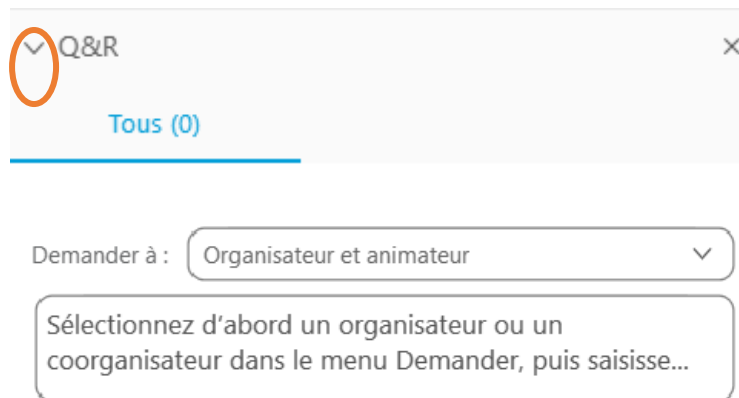 Q&R
Tous (0)
Demander à : Organisateur et animateur
Sélectionnez d'abord un organisateur ou un
coorganisateur dans le menu Demander, puis saisisse...